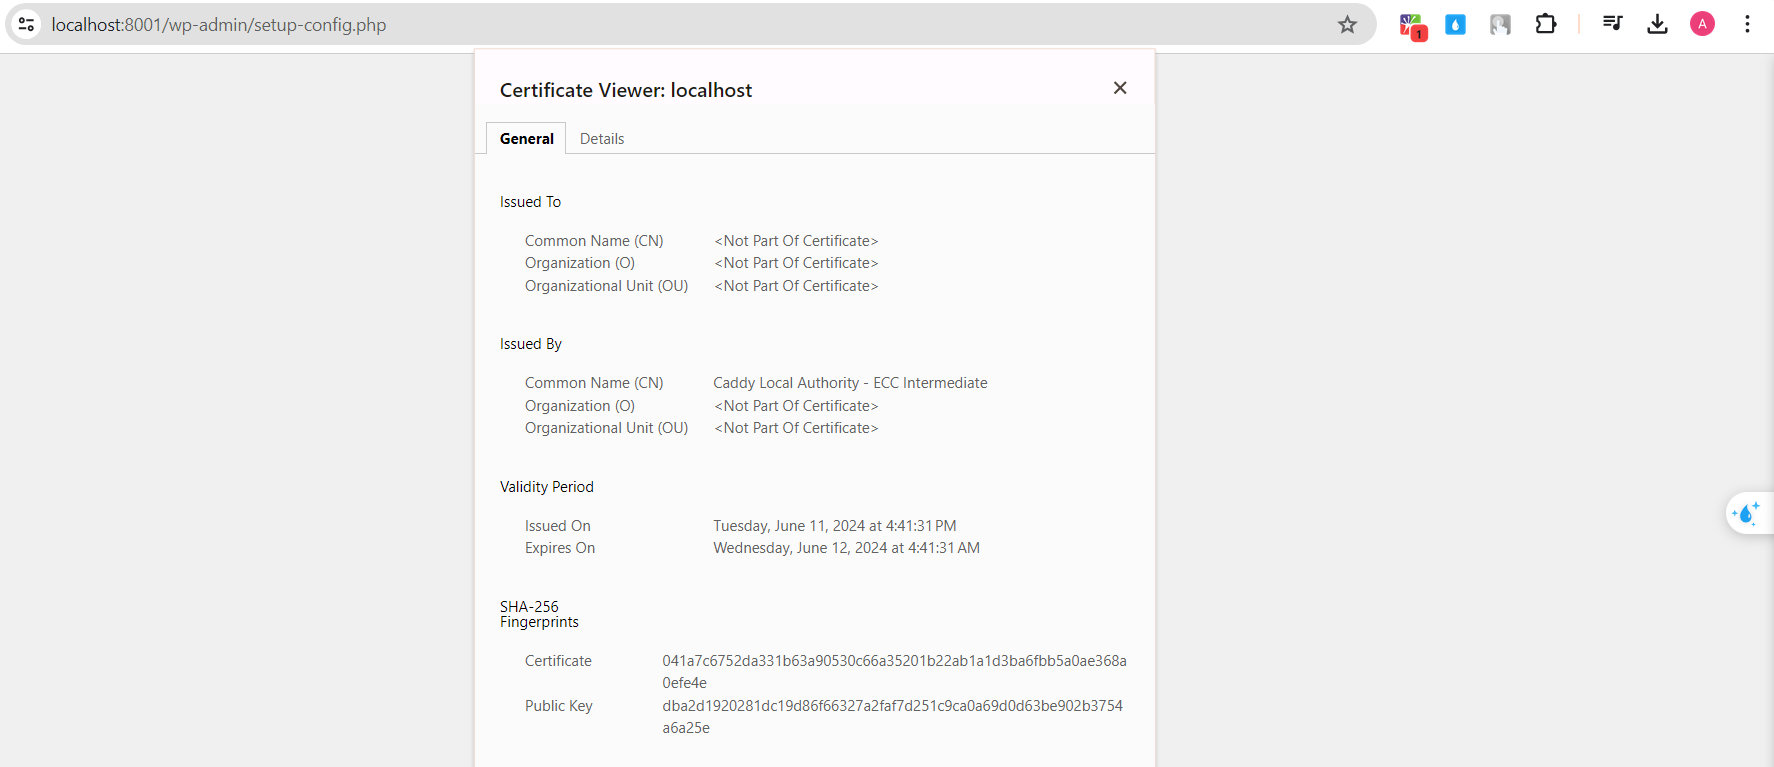 localhost:8001/wp-admin/setup-config.php
1
A
Certificate Viewer: localhost
General Details
Issued To
Common Name (CN) <Not Part Of Certificate>
Organization (O) <Not Part Of Certificate>
Organizational Unit (OU) <Not Part Of Certificate>
Issued By
Common Name (CN) Caddy Local Authority - ECC Intermediate
Organization (O) <Not Part Of Certificate>
Organizational Unit (OU) <Not Part Of Certificate>
Validity Period
Issued On Tuesday, June 11, 2024 at 4:41:31 PM
Expires On Wednesday, June 12, 2024 at 4:41:31 AM
SHA-256
Fingerprints
Certificate 041a7c6752da331b63a90530c66a35201b22ab1a1d3ba6fbb5a0ae368a
0efe4e
Public Key dba2d1920281dc19d86f66327a2faf7d251c9ca0a69d0d63be902b3754
a6a25e